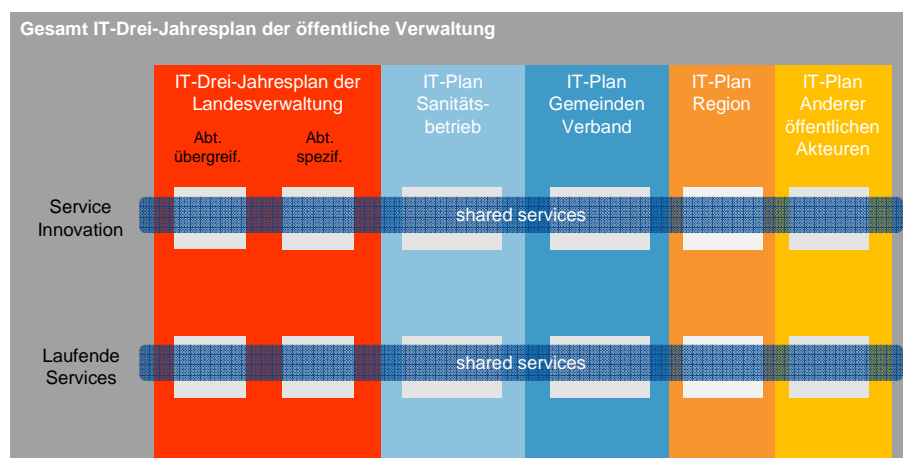 Gesamt IT-Drei-Jahresplan der öffentliche Verwaltung
IT-Drei-Jahresplan der
Landesverwaltung
Abt.
übergreif.
Abt.
spezif.
IT-Plan
Sanitäts-
betrieb
IT-Plan
Gemeinden
Verband
IT-Plan
Region
IT-Plan
Anderer
öffentlichen
Akteuren
Service
Innovation
shared services
Laufende
Services
shared services